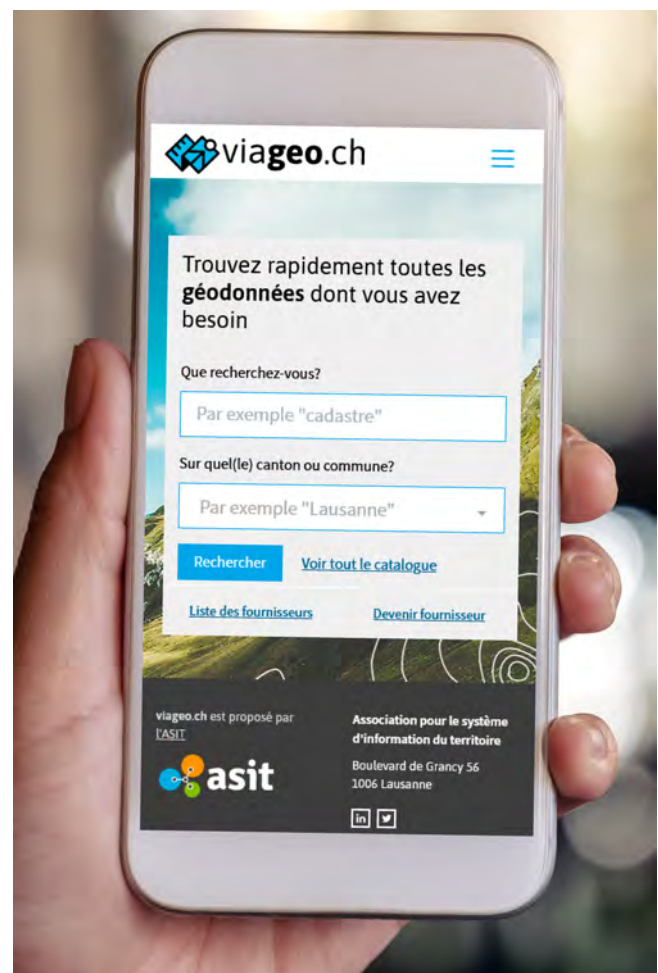 viageo.ch
Trouvez rapidement toutes les
géodonnées dont vous avez
besoin
Que recherchez-vous?
Par exemple "cadastre"
Sur quel(le) canton ou commune?
Par exemple "Lausanne"
Rechercher Voir tout le catalogue
Liste des fournisseurs Devenir fournisseur
viageo.ch est proposé par
l'ASIT
asit
Association pour le système
d'information du territoire
Boulevard de Grancy 56
1006 Lausanne
in